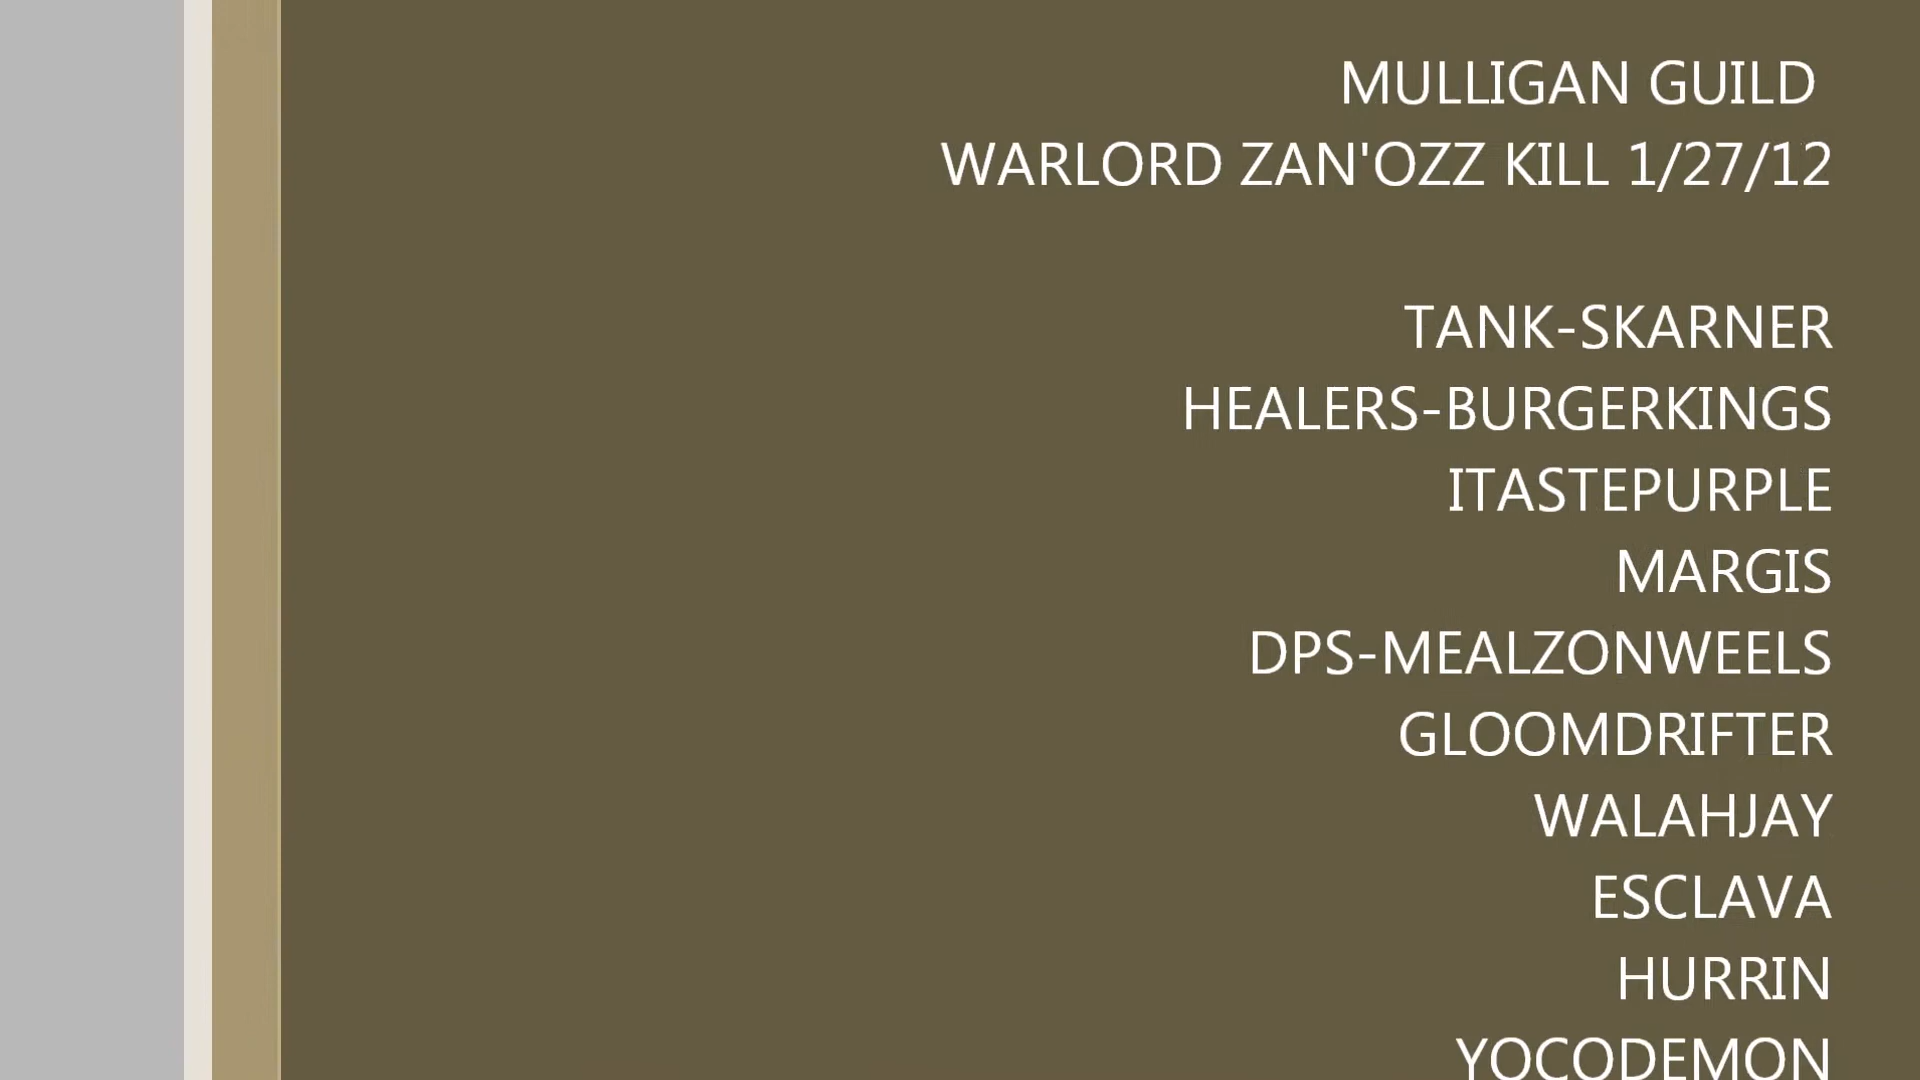 MULLIGAN GUILD
WARLORD ZAN'OZZ KILL 1/27/12
TANK-SKARNER
HEALERS-BURGERKINGS
ITASTEPURPLE
MARGIS
DPS-MEALZONWEELS
GLOOMDRIFTER
WALAHJAY
ESCLAVA
HURRIN
YOCODEMON